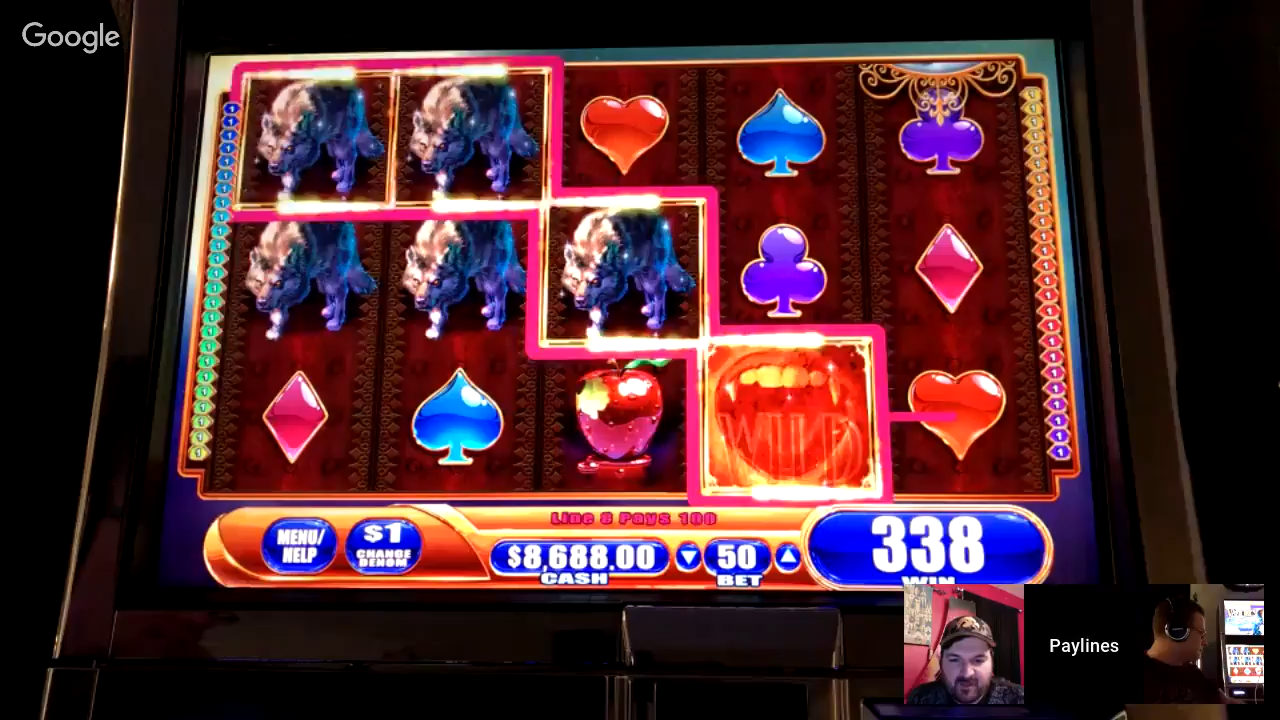 Google
WILD
Line 8 Pays 100
MENU/
HELP
$1
CHANGE
DENOM
$8,688.00
CASH
50
BET
338
WIN
Paylines